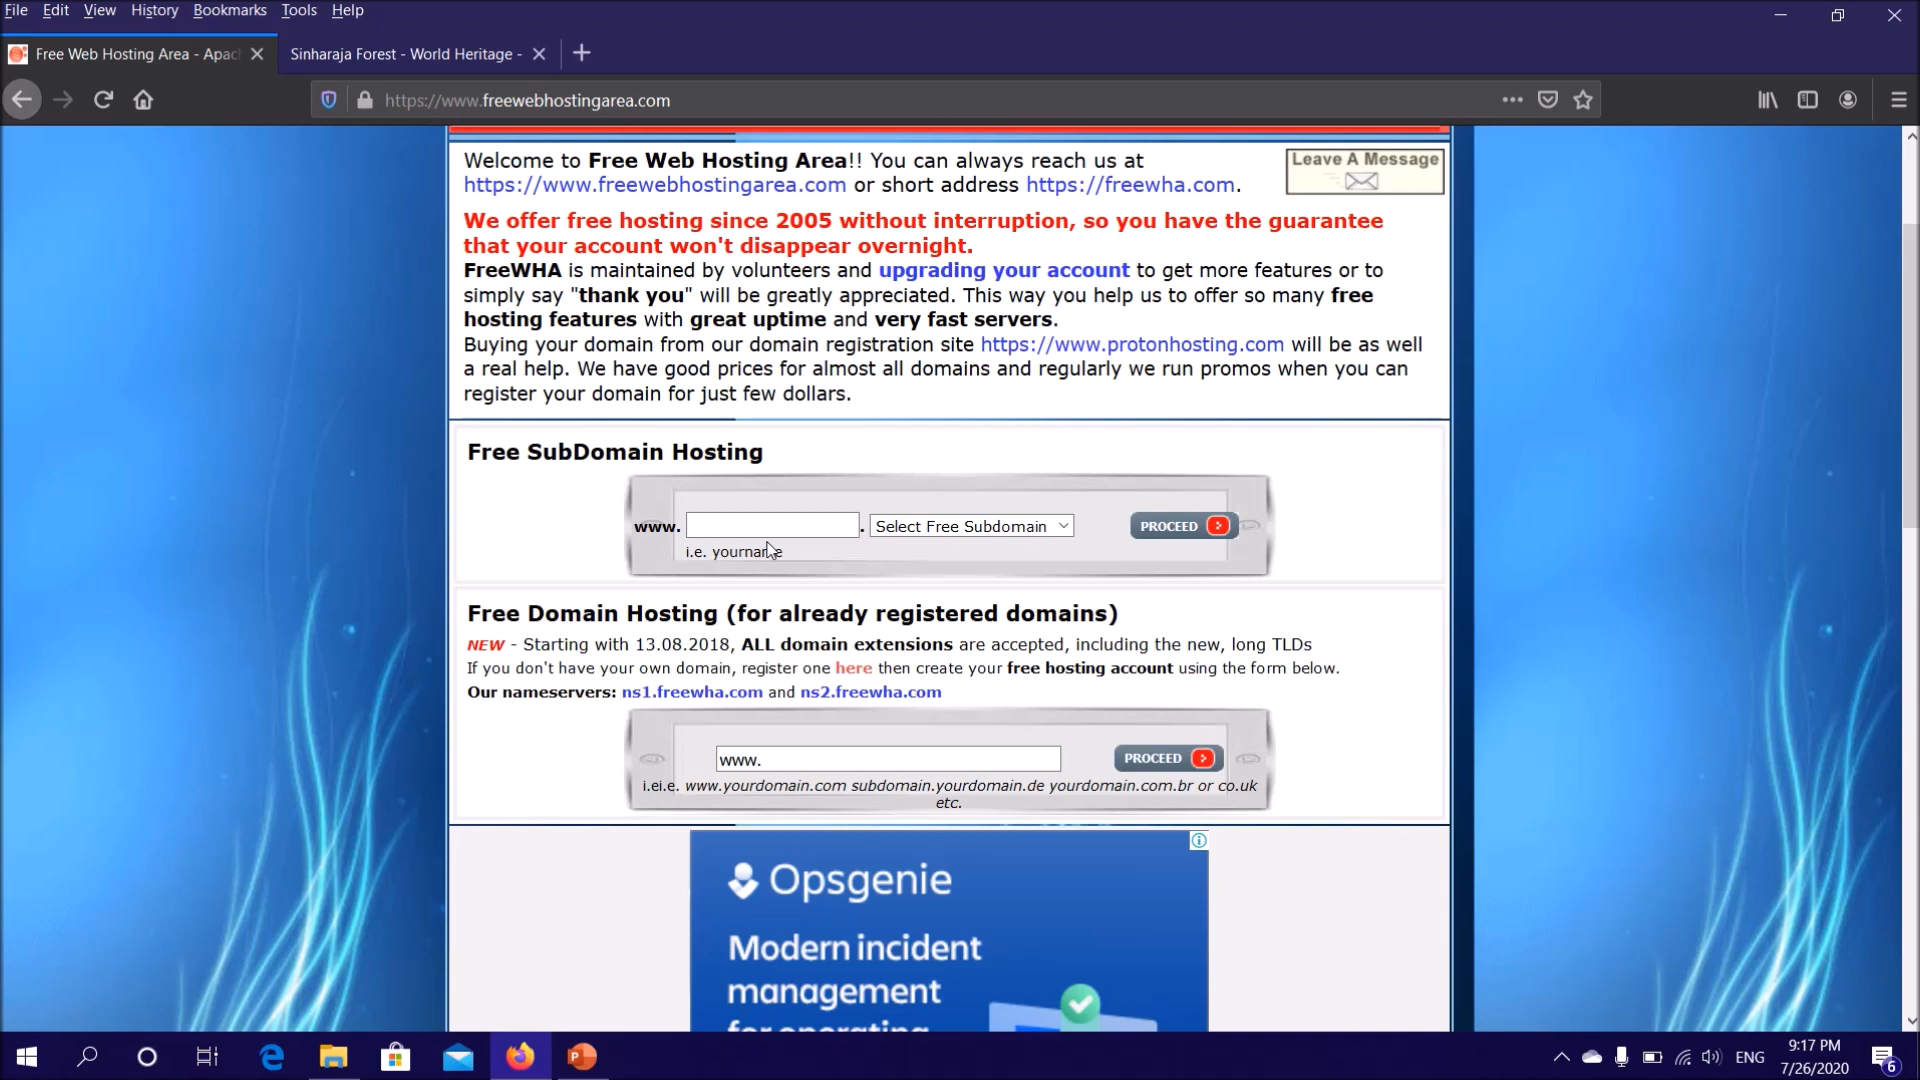 File Edit View History Bookmarks Tools Help
Free Web Hosting Area - Apac
Sinharaja Forest - World Heritage -
https://www.freewebhostingarea.com
Welcome to Free Web Hosting Area!! You can always reach us at
https://www.freewebhostingarea.com or short address https://freewha.com.
Leave A Message
We offer free hosting since 2005 without interruption, so you have the guarantee
that your account won't disappear overnight.
FreeWHA is maintained by volunteers and upgrading your account to get more features or to
simply say "thank you" will be greatly appreciated. This way you help us to offer so many free
hosting features with great uptime and very fast servers.
Buying your domain from our domain registration site https://www.protonhosting.com will be as well
a real help. We have good prices for almost all domains and regularly we run promos when you can
register your domain for just few dollars.
Free SubDomain Hosting
www. . Select Free Subdomain PROCEED
i.e. yourname
Free Domain Hosting (for already registered domains)
NEW - Starting with 13.08.2018, ALL domain extensions are accepted, including the new, long TLDs
If you don't have your own domain, register one here then create your free hosting account using the form below.
Our nameservers: ns1.freewha.com and ns2.freewha.com
www. PROCEED
i.ei.e. www.yourdomain.com subdomain.yourdomain.de yourdomain.com.br or co.uk
etc.
Opsgenie
Modern incident
management
for operating
ENG
9:17 PM
7/26/2020
6